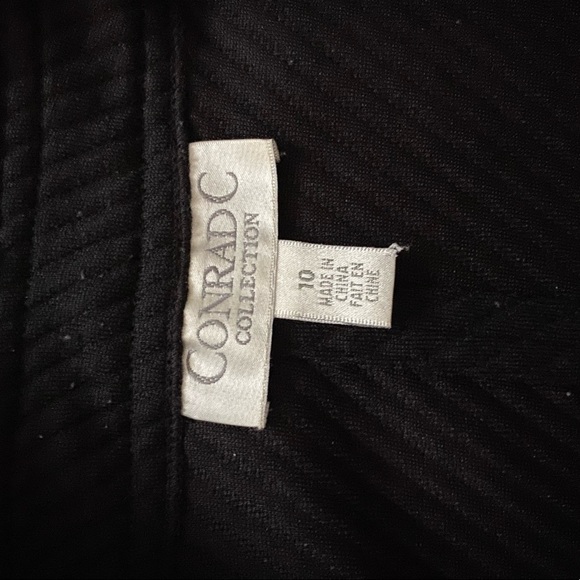 CONRAD C
COLLECTION
10
MADE IN
CHINA
FAIT EN
CHINE